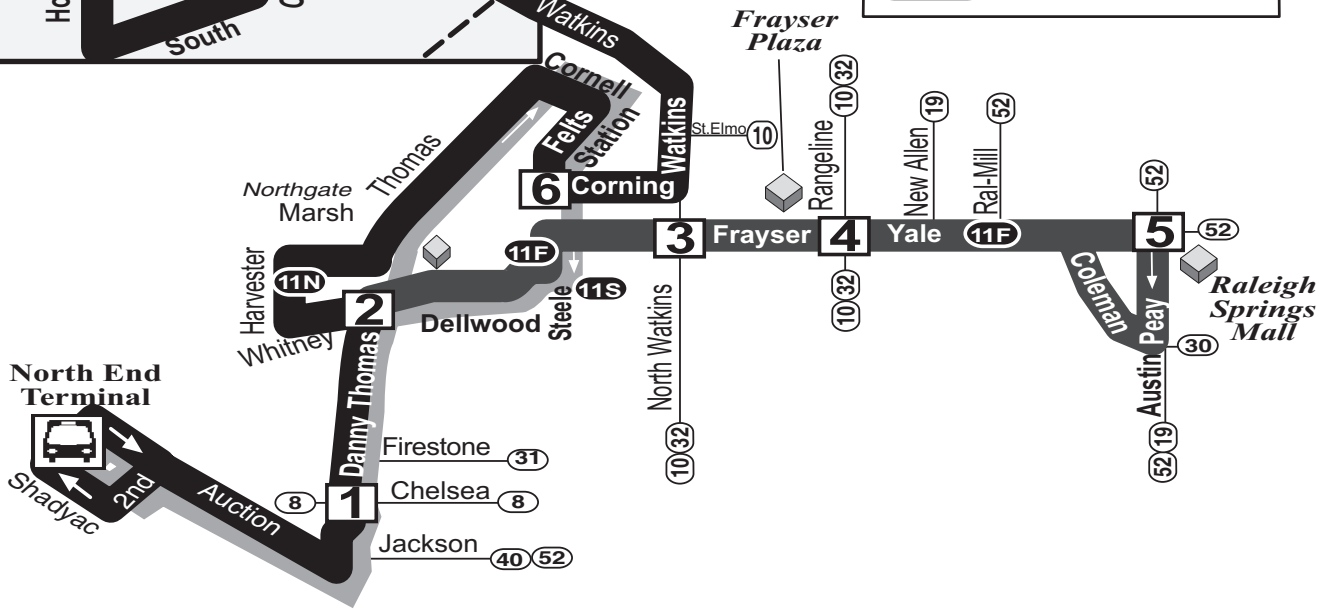 Ho
South
Watkins
Frayser
Plaza
Cornell
Station
Felts
Thomas
Watkins
St.Elmo
10
Rangeline
10 32
New Allen
19
Ral-Mill
52
52
Northgate
Marsh
6
Corning
3
Frayser
4
Yale
11F
5
52
11F
11N
Harvester
2
Dellwood
Steele
11S
Whitney
Coleman
Peay
Raleigh
Springs
Mall
30
10 32
North Watkins
Austin
North End
Terminal
Danny Thomas
Firestone
31
10 32
52 19
8
1
Chelsea
8
Shadyac
2nd
Auction
Jackson
40 52